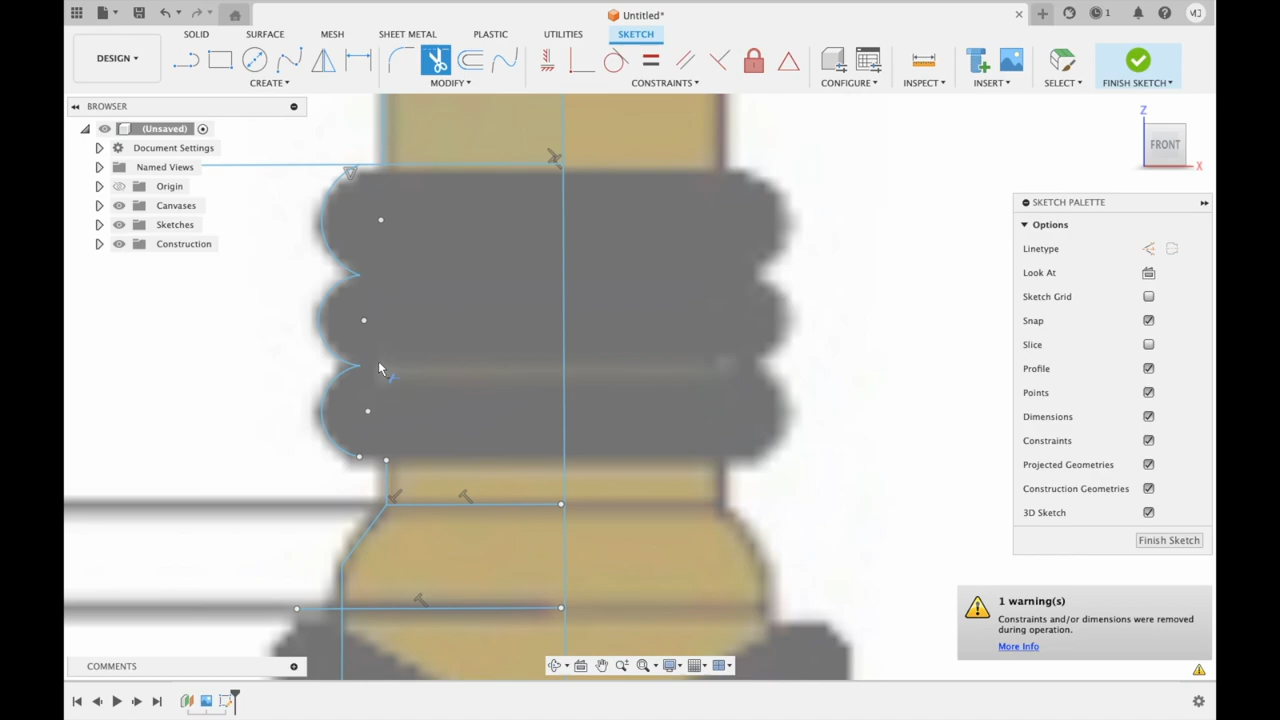 Untitled*
1
MJ
DESIGN
SOLID
SURFACE
MESH
SHEET METAL
PLASTIC
UTILITIES
SKETCH
CREATE
MODIFY
CONSTRAINTS
CONFIGURE
INSPECT
INSERT
SELECT
FINISH SKETCH
BROWSER
(Unsaved)
Document Settings
Named Views
Origin
Canvases
Sketches
Construction
Z
FRONT
X
SKETCH PALETTE
Options
Linetype
Look At
Sketch Grid
Snap
Slice
Profile
Points
Dimensions
Constraints
Projected Geometries
Construction Geometries
3D Sketch
Finish Sketch
1 warning(s)
Constraints and/or dimensions were removed
during operation.
More Info
COMMENTS